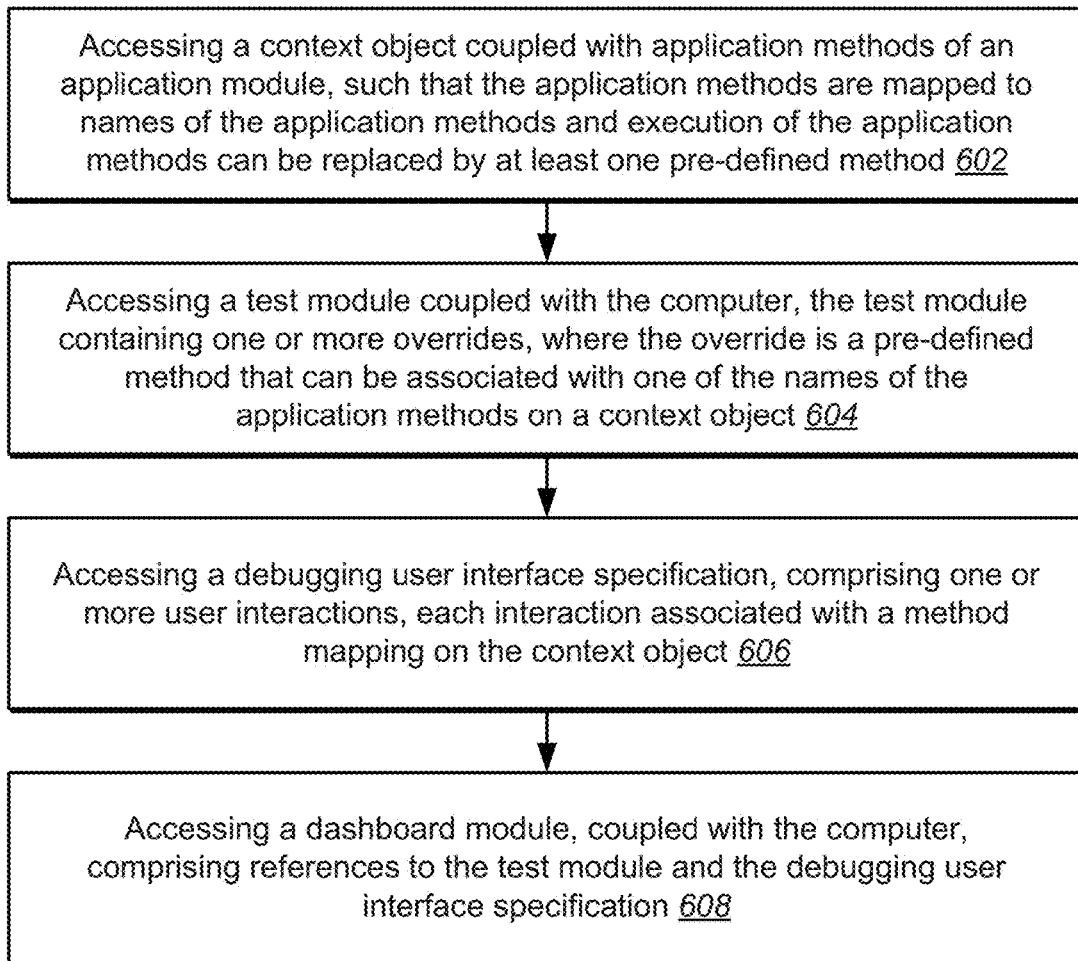 Accessing a context object coupled with application methods of an
application module, such that the application methods are mapped to
names of the application methods and execution of the application
methods can be replaced by at least one pre-defined method 602
Accessing a test module coupled with the computer, the test module
containing one or more overrides, where the override is a pre-defined
method that can be associated with one of the names of the
application methods on a context object 604
Accessing a debugging user interface specification, comprising one or
more user interactions, each interaction associated with a method
mapping on the context object 606
Accessing a dashboard module, coupled with the computer,
comprising references to the test module and the debugging user
interface specification 608